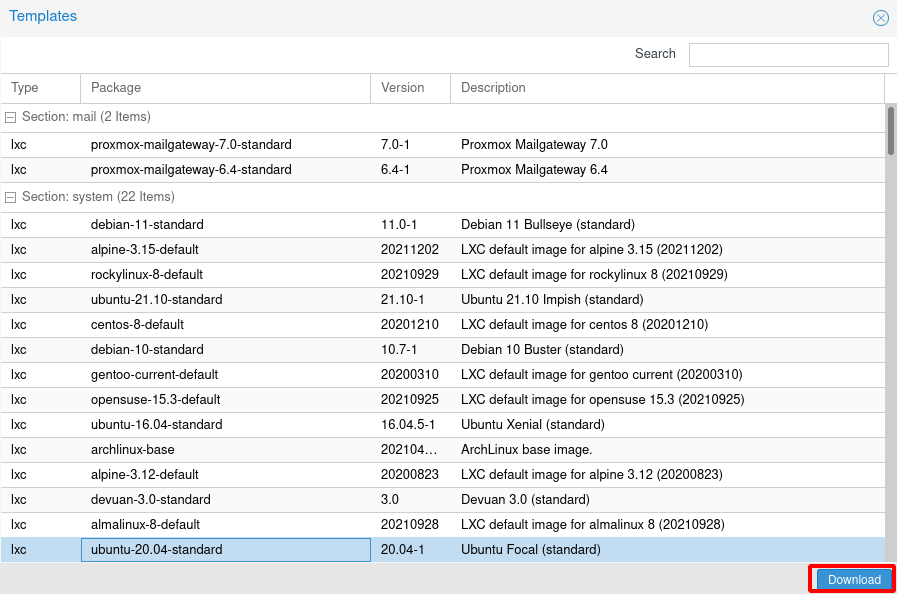 Templates
Search
Type Package Version Description
Section: mail (2 Items)
lxc proxmox-mailgateway-7.0-standard 7.0-1 Proxmox Mailgateway 7.0
lxc proxmox-mailgateway-6.4-standard 6.4-1 Proxmox Mailgateway 6.4
Section: system (22 Items)
lxc debian-11-standard 11.0-1 Debian 11 Bullseye (standard)
lxc alpine-3.15-default 20211202 LXC default image for alpine 3.15 (20211202)
lxc rockylinux-8-default 20210929 LXC default image for rockylinux 8 (20210929)
lxc ubuntu-21.10-standard 21.10-1 Ubuntu 21.10 Impish (standard)
lxc centos-8-default 20201210 LXC default image for centos 8 (20201210)
lxc debian-10-standard 10.7-1 Debian 10 Buster (standard)
lxc gentoo-current-default 20200310 LXC default image for gentoo current (20200310)
lxc opensuse-15.3-default 20210925 LXC default image for opensuse 15.3 (20210925)
lxc ubuntu-16.04-standard 16.04.5-1 Ubuntu Xenial (standard)
lxc archlinux-base 202104… ArchLinux base image.
lxc alpine-3.12-default 20200823 LXC default image for alpine 3.12 (20200823)
lxc devuan-3.0-standard 3.0 Devuan 3.0 (standard)
lxc almalinux-8-default 20210928 LXC default image for almalinux 8 (20210928)
lxc ubuntu-20.04-standard 20.04-1 Ubuntu Focal (standard)
Download